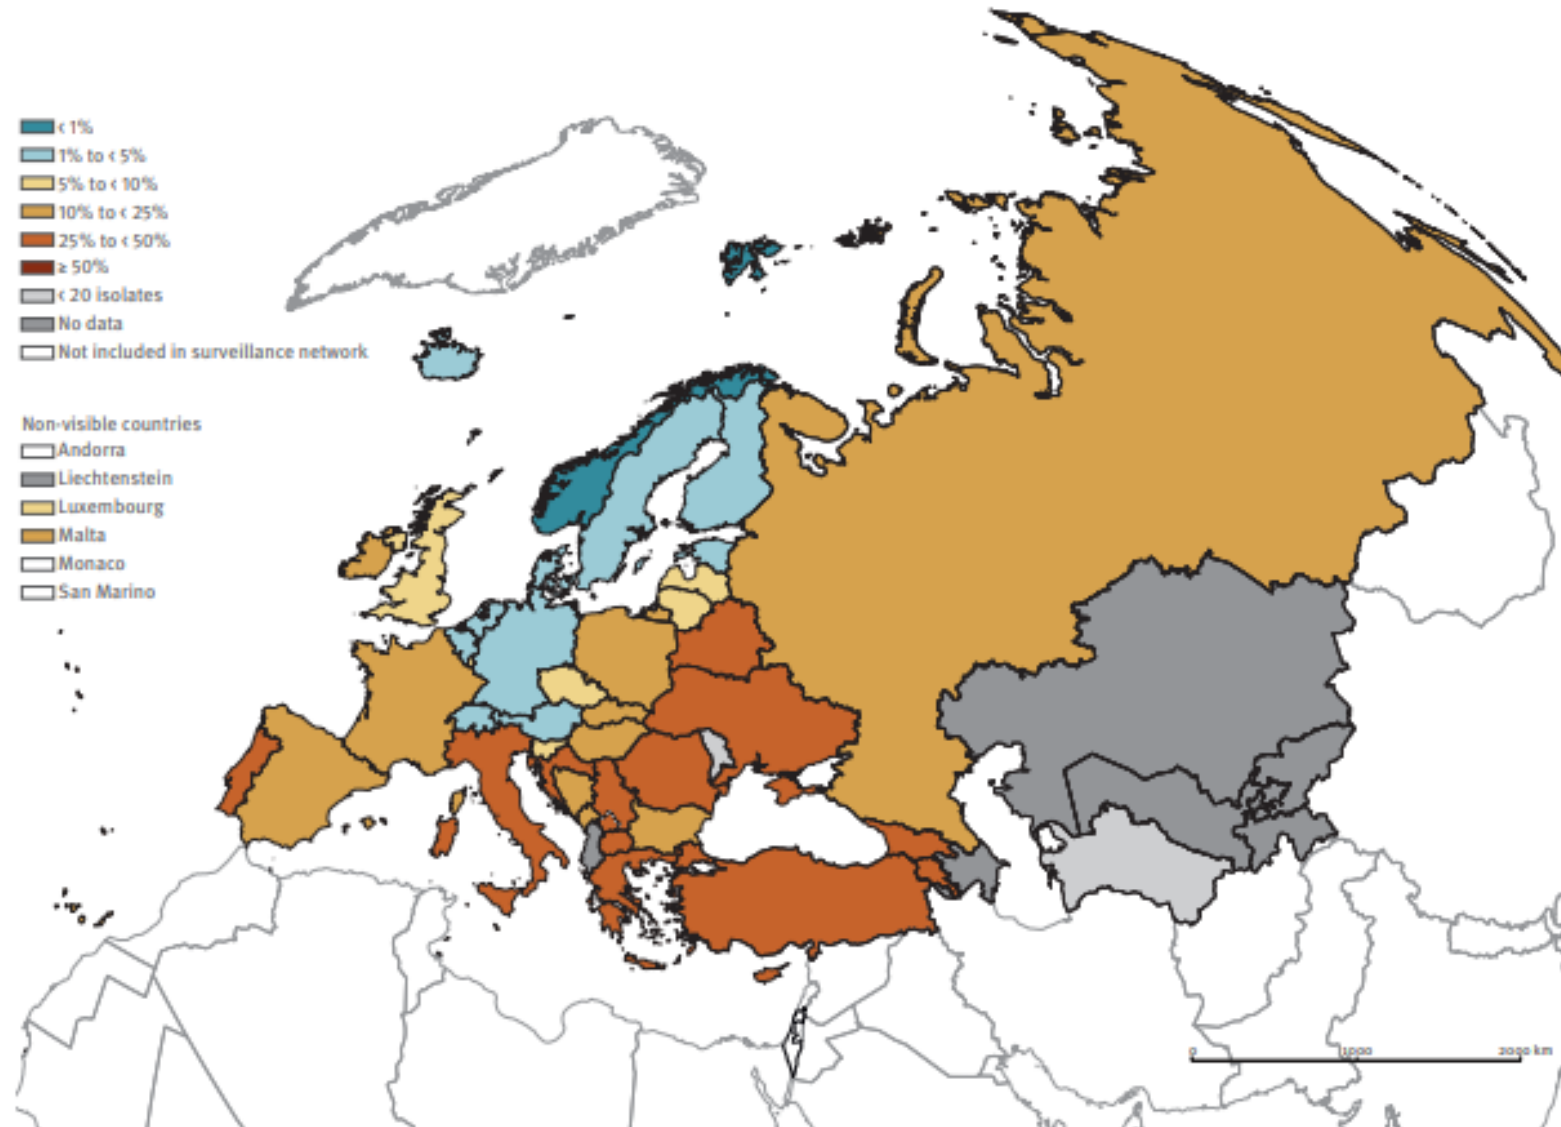 < 1%
1% to < 5%
5% to < 10%
10% to < 25%
25% to < 50%
≥ 50%
< 20 isolates
No data
Not included in surveillance network
Non-visible countries
Andorra
Liechtenstein
Luxembourg
Malta
Monaco
San Marino
0 1000 2000 km